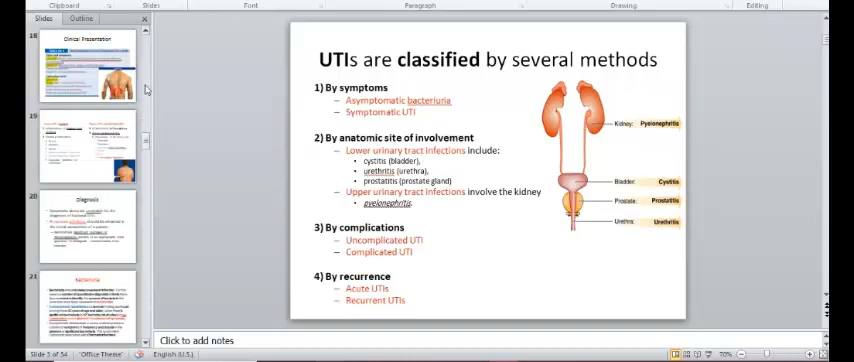 Clipboard
Slides
Font
Paragraph
Drawing
Editing
Slides
Outline
18
Clinical Presentation
19
20
Diagnosis
21
Bacteriuria
UTIs are classified by several methods
1) By symptoms
– Asymptomatic bacteriuria
– Symptomatic UTI
2) By anatomic site of involvement
– Lower urinary tract infections include:
• cystitis (bladder),
• urethritis (urethra),
• prostatitis (prostate gland)
– Upper urinary tract infections involve the kidney
• pyelonephritis.
3) By complications
– Uncomplicated UTI
– Complicated UTI
4) By recurrence
– Acute UTIs
– Recurrent UTIs
Kidney: Pyelonephritis
Bladder: Cystitis
Prostate: Prostatitis
Urethra: Urethritis
Click to add notes
Slide 5 of 54
"Office Theme"
English (U.S.)
70%